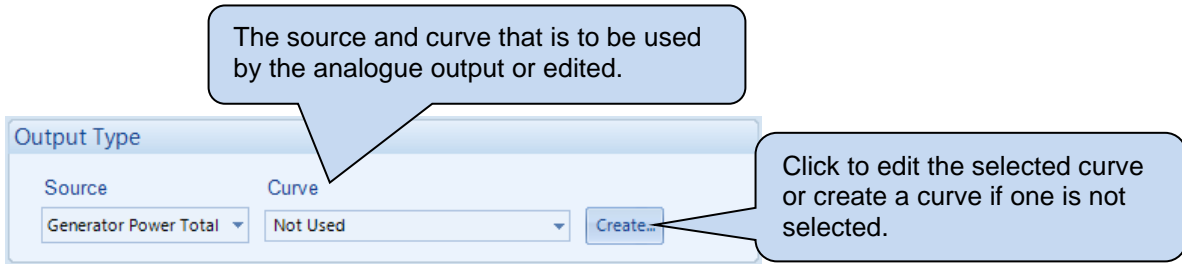 The source and curve that is to be used
by the analogue output or edited.
Output Type
Source
Curve
Generator Power Total
Not Used
Create...
Click to edit the selected curve
or create a curve if one is not
selected.